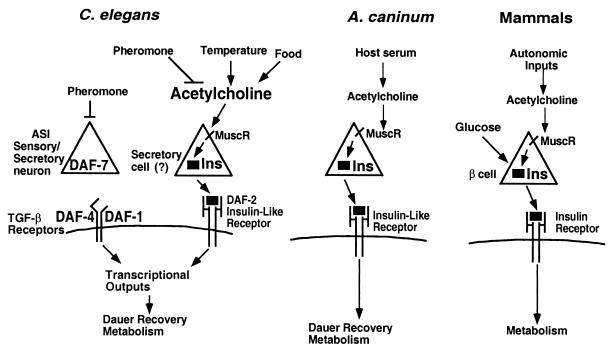 C. elegans
Pheromone
Temperature
Food
Acetylcholine
Pheromone
ASI
Sensory/
Secretory
neuron
DAF-7
MuscR
Secretory
cell (?)
Ins
DAF-2
Insulin-Like
Receptor
TGF-β
Receptors
DAF-4
DAF-1
Transcriptional
Outputs
Dauer Recovery
Metabolism
A. caninum
Host serum
Acetylcholine
MuscR
Ins
Insulin-Like
Receptor
Dauer Recovery
Metabolism
Mammals
Autonomic
Inputs
Acetylcholine
Glucose
MuscR
β cell
Ins
Insulin
Receptor
Metabolism